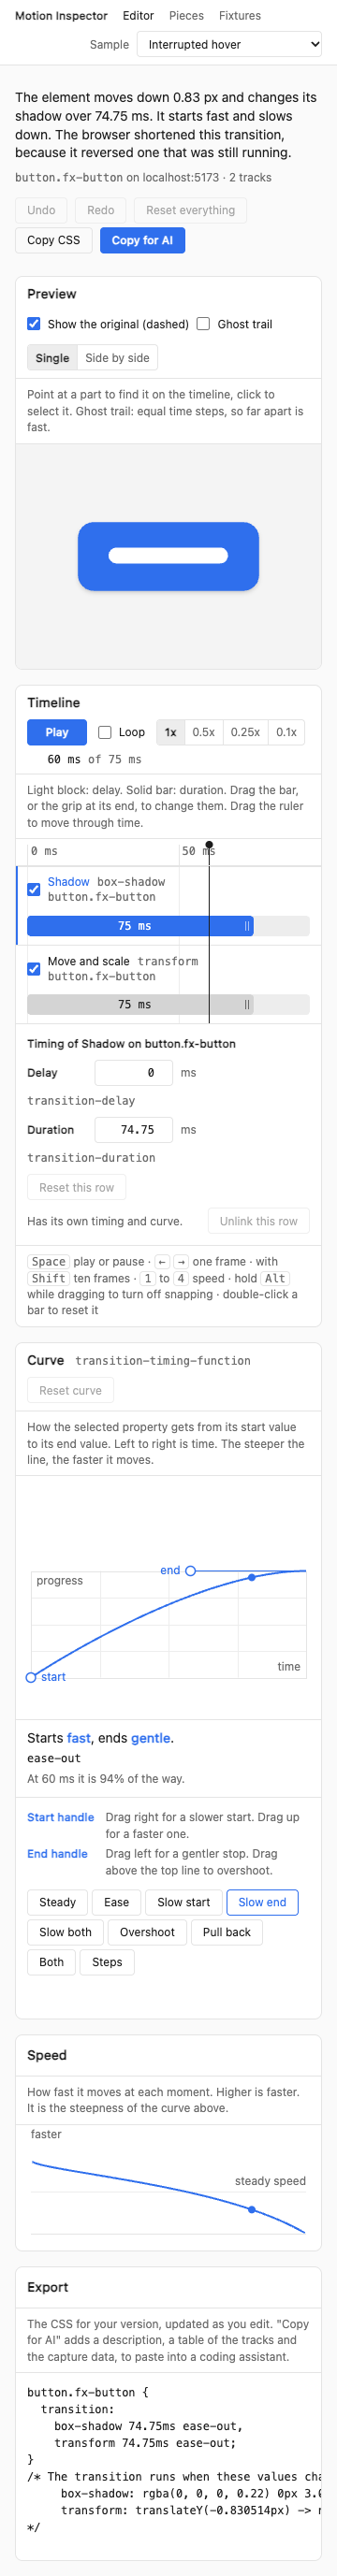 Motion Inspector Editor Pieces Fixtures
Sample Interrupted hover
The element moves down 0.83 px and changes its
shadow over 74.75 ms. It starts fast and slows
down. The browser shortened this transition,
because it reversed one that was still running.
button.fx-button on localhost:5173 · 2 tracks
Undo Redo Reset everything
Copy CSS Copy for AI
Preview
Show the original (dashed) Ghost trail
Single Side by side
Point at a part to find it on the timeline, click to
select it. Ghost trail: equal time steps, so far apart is
fast.
Timeline
Play Loop 1x 0.5x 0.25x 0.1x
60 ms of 75 ms
Light block: delay. Solid bar: duration. Drag the bar,
or the grip at its end, to change them. Drag the ruler
to move through time.
0 ms 50 ms
Shadow box-shadow
button.fx-button
75 ms
Move and scale transform
button.fx-button
75 ms
Timing of Shadow on button.fx-button
Delay 0 ms
transition-delay
Duration 74.75 ms
transition-duration
Reset this row
Has its own timing and curve. Unlink this row
Space play or pause · ← → one frame · with
Shift ten frames · 1 to 4 speed · hold Alt
while dragging to turn off snapping · double-click a
bar to reset it
Curve transition-timing-function
Reset curve
How the selected property gets from its start value
to its end value. Left to right is time. The steeper the
line, the faster it moves.
end
progress
time
start
Starts fast, ends gentle.
ease-out
At 60 ms it is 94% of the way.
Start handle Drag right for a slower start. Drag up
for a faster one.
End handle Drag left for a gentler stop. Drag
above the top line to overshoot.
Steady Ease Slow start Slow end
Slow both Overshoot Pull back
Both Steps
Speed
How fast it moves at each moment. Higher is faster.
It is the steepness of the curve above.
faster
steady speed
Export
The CSS for your version, updated as you edit. "Copy
for AI" adds a description, a table of the tracks and
the capture data, to paste into a coding assistant.
button.fx-button {
transition:
box-shadow 74.75ms ease-out,
transform 74.75ms ease-out;
}
/* The transition runs when these values
box-shadow: rgba(0, 0, 0, 0.22) 0px
transform: translateY(-0.830514px) ->
*/